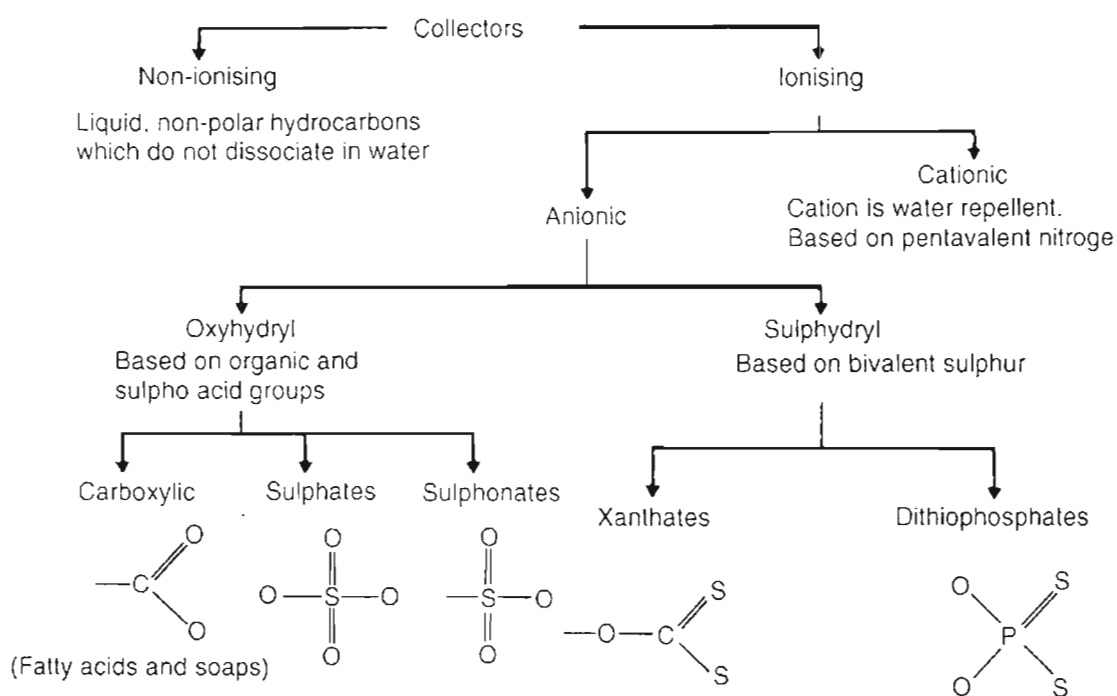 Collectors
Non-ionising
Ionising
Liquid, non-polar hydrocarbons
which do not dissociate in water
Anionic
Cationic
Cation is water repellent.
Based on pentavalent nitroge
Oxyhydryl
Based on organic and
sulpho acid groups
Sulphydryl
Based on bivalent sulphur
Carboxylic
Sulphates
Sulphonates
Xanthates
Dithiophosphates
O
C
O
(Fatty acids and soaps)
O
O S O
O
O
S O
O
S
O C
S
O S
P
O S